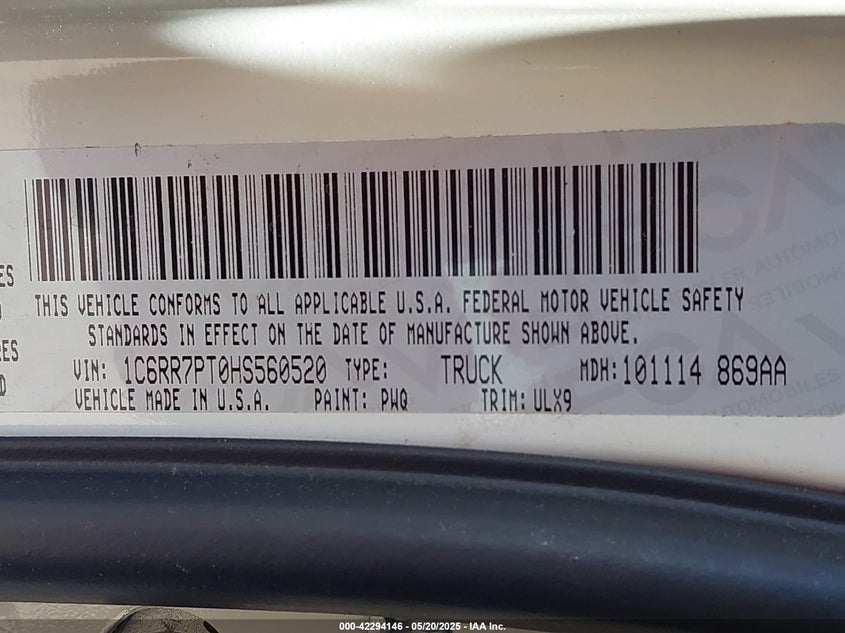 ES
THIS VEHICLE CONFORMS TO ALL APPLICABLE U.S.A. FEDERAL MOTOR VEHICLE SAFETY
STANDARDS IN EFFECT ON THE DATE OF MANUFACTURE SHOWN ABOVE.
RES
VIN: 1C6RR7PT0HS560520 TYPE: TRUCK MDH: 101114 869AA
D
VEHICLE MADE IN U.S.A. PAINT: PWQ TRIM: ULX9
000-42294146 - 05/20/2025 - IAA Inc.